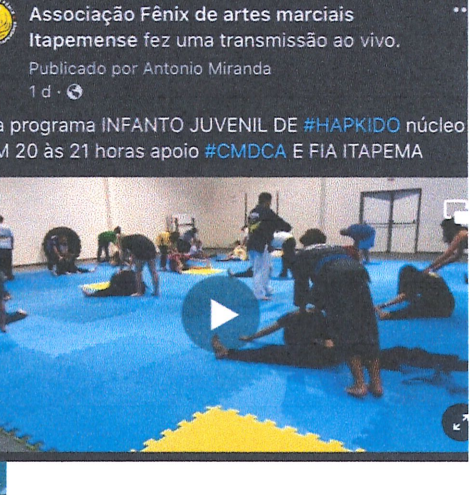 Associação Fênix de artes marciais
Itapemense fez uma transmissão ao vivo.
Publicado por Antonio Miranda
1 d ·
a programa INFANTO JUVENIL DE #HAPKIDO núcleo
M 20 às 21 horas apoio #CMDCA E FIA ITAPEMA